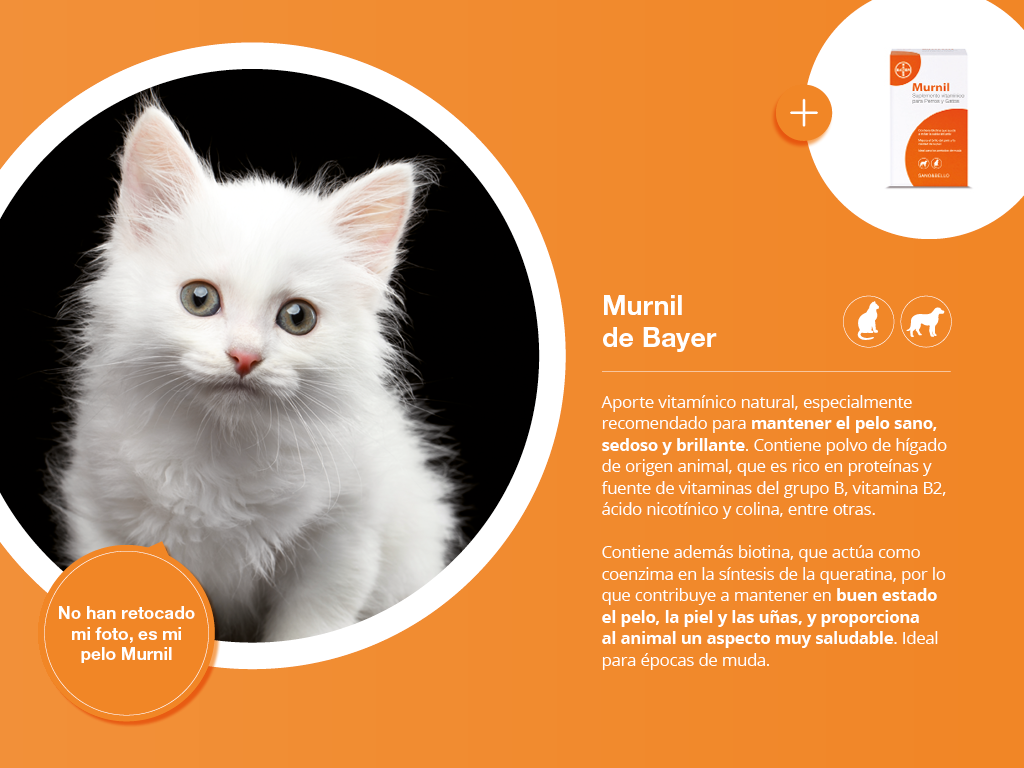 Murnil
Suplemento vitamínico
para Perros y Gatos
SANOBUELLO
Murnil
de Bayer
Aporte vitamínico natural, especialmente
recomendado para mantener el pelo sano,
sedoso y brillante. Contiene polvo de hígado
de origen animal, que es rico en proteínas y
fuente de vitaminas del grupo B, vitamina B2,
ácido nicotínico y colina, entre otras.
Contiene además biotina, que actúa como
coenzima en la síntesis de la queratina, por lo
que contribuye a mantener en buen estado
el pelo, la piel y las uñas, y proporciona
al animal un aspecto muy saludable. Ideal
para épocas de muda.
No han retocado
mi foto, es mi
pelo Murnil